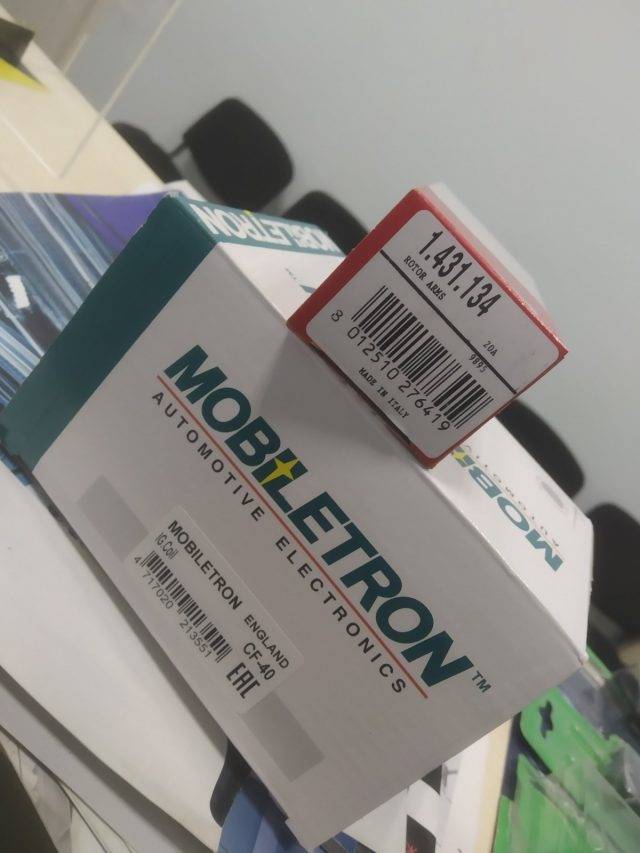 MOBILETRON
1.431.134
ROTOR ARMS
20A
9895
8 012510 276419
MADE IN ITALY
MOBILETRON™
AUTOMOTIVE ELECTRONICS
MOBILETRON ENGLAND
IG Coil CF-40
4 717020 213551
EAC